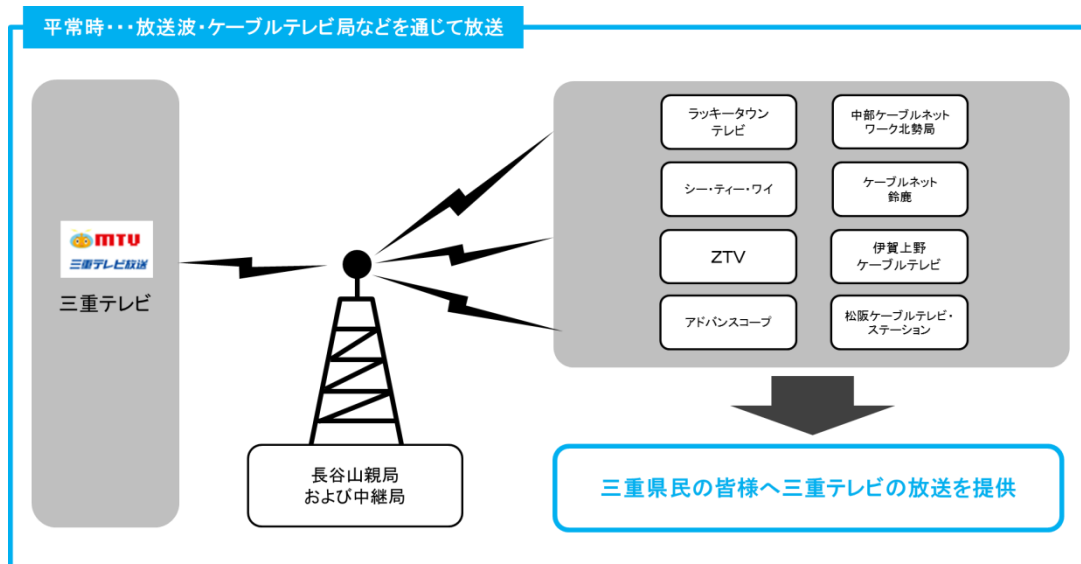 平常時・・・放送波・ケーブルテレビ局などを通じて放送
mTU
三重テレビ放送
三重テレビ
長谷山親局
および中継局
ラッキータウン
テレビ
中部ケーブルネット
ワーク北勢局
シー・ティー・ワイ
ケーブルネット
鈴鹿
ZTV
伊賀上野
ケーブルテレビ
アドバンスコープ
松阪ケーブルテレビ・
ステーション
三重県民の皆様へ三重テレビの放送を提供